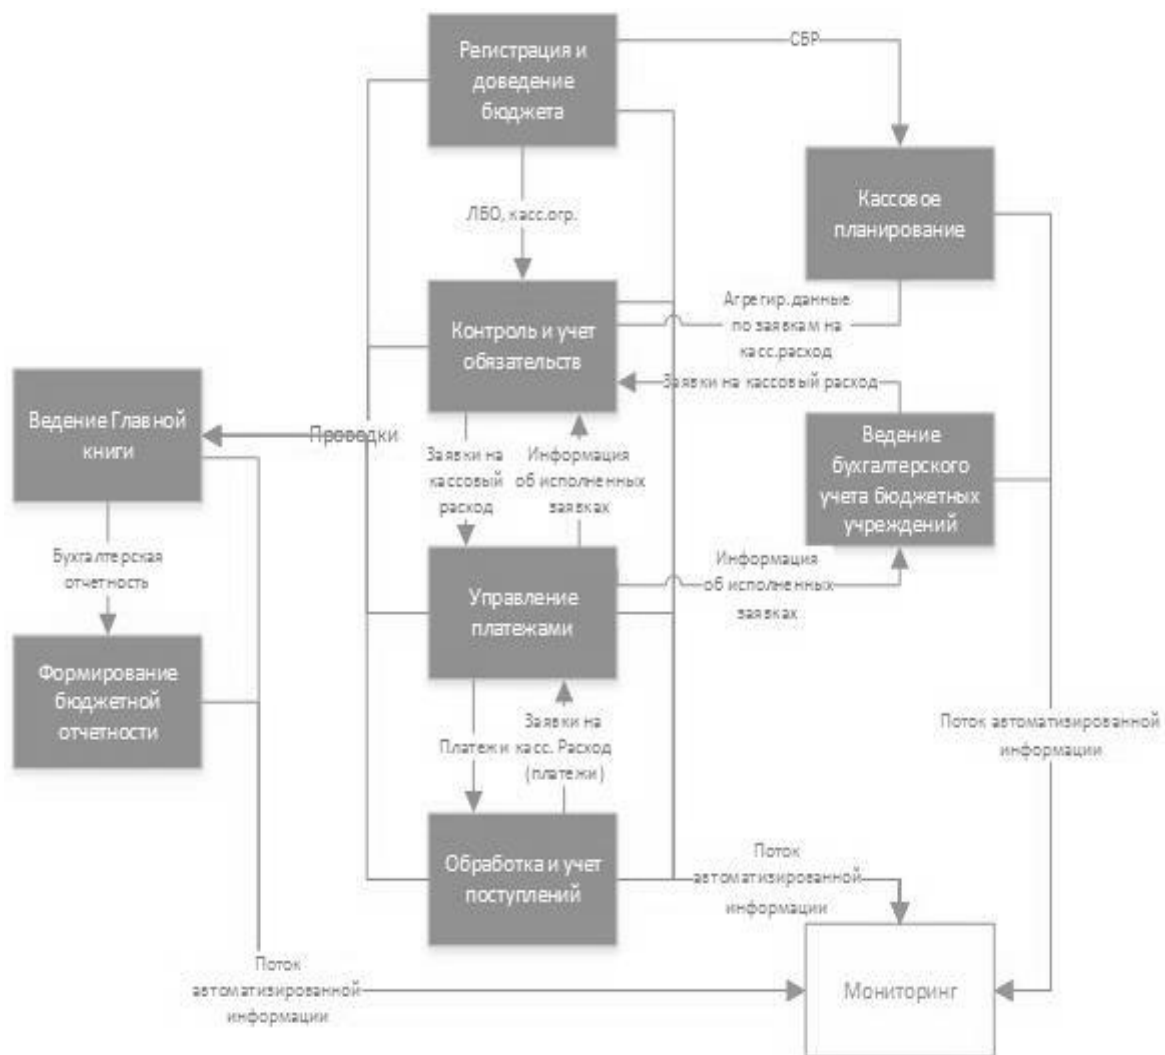 Регистрация и
доведение
бюджета
СБР
Кассовое
планирование
ЛБО, касс.огр.
Контроль и учет
обязательств
Агрегир.данные
по заявкам на
касс.расход
Заявки на кассовый расход
Ведение Главной
книги
Проводки
Ведение
бухгалтерского
учета бюджетных
учреждений
Заявки на
кассовый
расход
Информация
об исполненных
заявках
Бухгалтерская
отчетность
Управление
платежами
Информация
об исполненных
заявках
Формирование
бюджетной
отчетности
Платежи
Заявки на
касс. Расход
(платежи)
Поток автоматизированной
информации
Обработка и учет
поступлений
Поток
автоматизированной
информации
Поток
автоматизированной
информации
Мониторинг